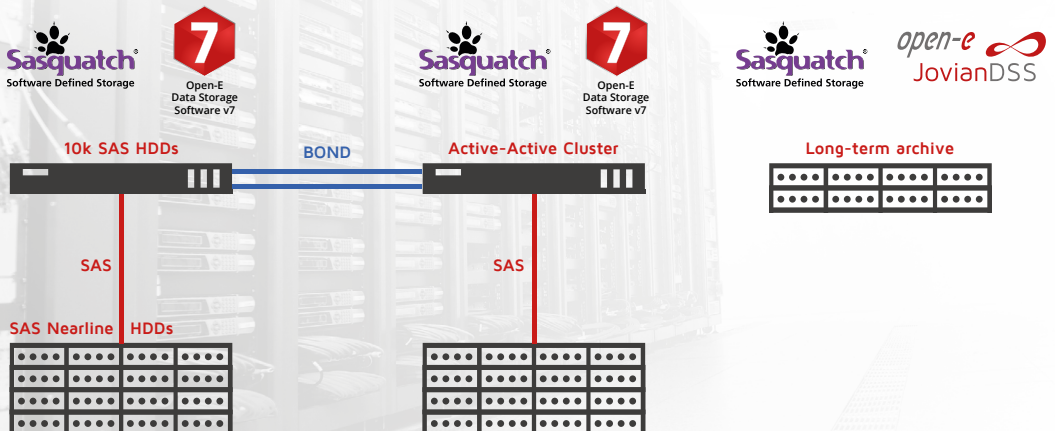 Sasquatch®
Software Defined Storage
7
Open-E
Data Storage
Software v7
Sasquatch®
Software Defined Storage
7
Open-E
Data Storage
Software v7
Sasquatch®
Software Defined Storage
open-e
JovianDSS
10k SAS HDDs
BOND
Active-Active Cluster
Long-term archive
SAS
SAS
SAS Nearline HDDs